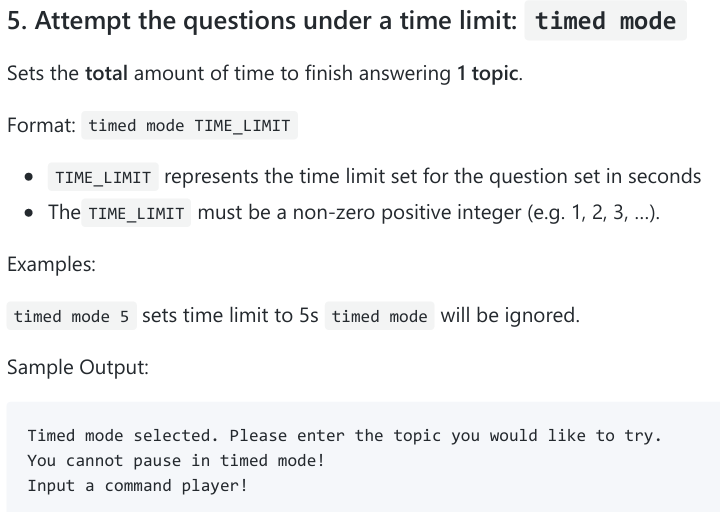 5. Attempt the questions under a time limit: timed mode
Sets the total amount of time to finish answering 1 topic.
Format: timed mode TIME_LIMIT
• TIME_LIMIT represents the time limit set for the question set in seconds
• The TIME_LIMIT must be a non-zero positive integer (e.g. 1, 2, 3, …).
Examples:
timed mode 5 sets time limit to 5s timed mode will be ignored.
Sample Output:
Timed mode selected. Please enter the topic you would like to try.
You cannot pause in timed mode!
Input a command player!